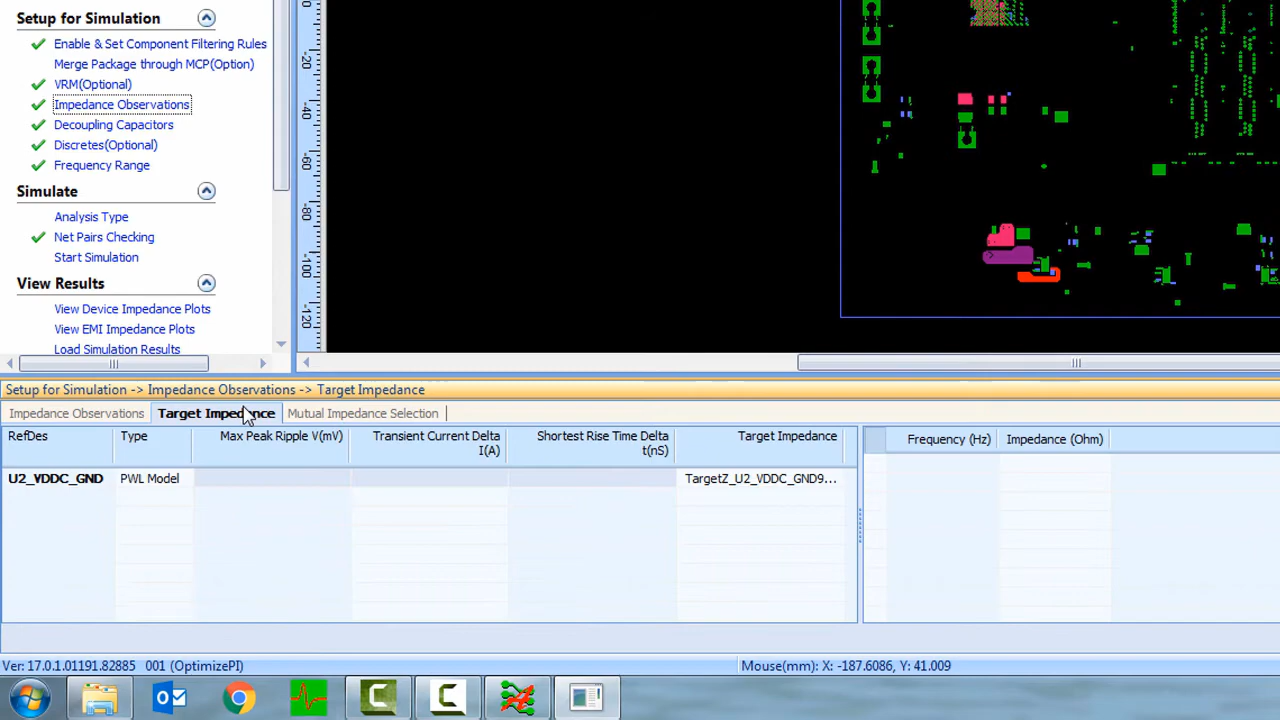 Setup for Simulation
Enable & Set Component Filtering Rules
Merge Package through MCP(Option)
VRM(Optional)
Impedance Observations
Decoupling Capacitors
Discretes(Optional)
Frequency Range
Simulate
Analysis Type
Net Pairs Checking
Start Simulation
View Results
View Device Impedance Plots
View EMI Impedance Plots
Load Simulation Results
0
-20
-40
-60
-80
-100
-120
Setup for Simulation -> Impedance Observations -> Target Impedance
Impedance Observations Target Impedance Mutual Impedance Selection
RefDes Type Max Peak Ripple V(mV) Transient Current Delta I(A) Shortest Rise Time Delta t(nS) Target Impedance Frequency (Hz) Impedance (Ohm)
U2_VDDC_GND PWL Model TargetZ_U2_VDDC_GND9...
Ver: 17.0.1.01191.82885 001 (OptimizePI) Mouse(mm): X: -187.6086, Y: 41.009